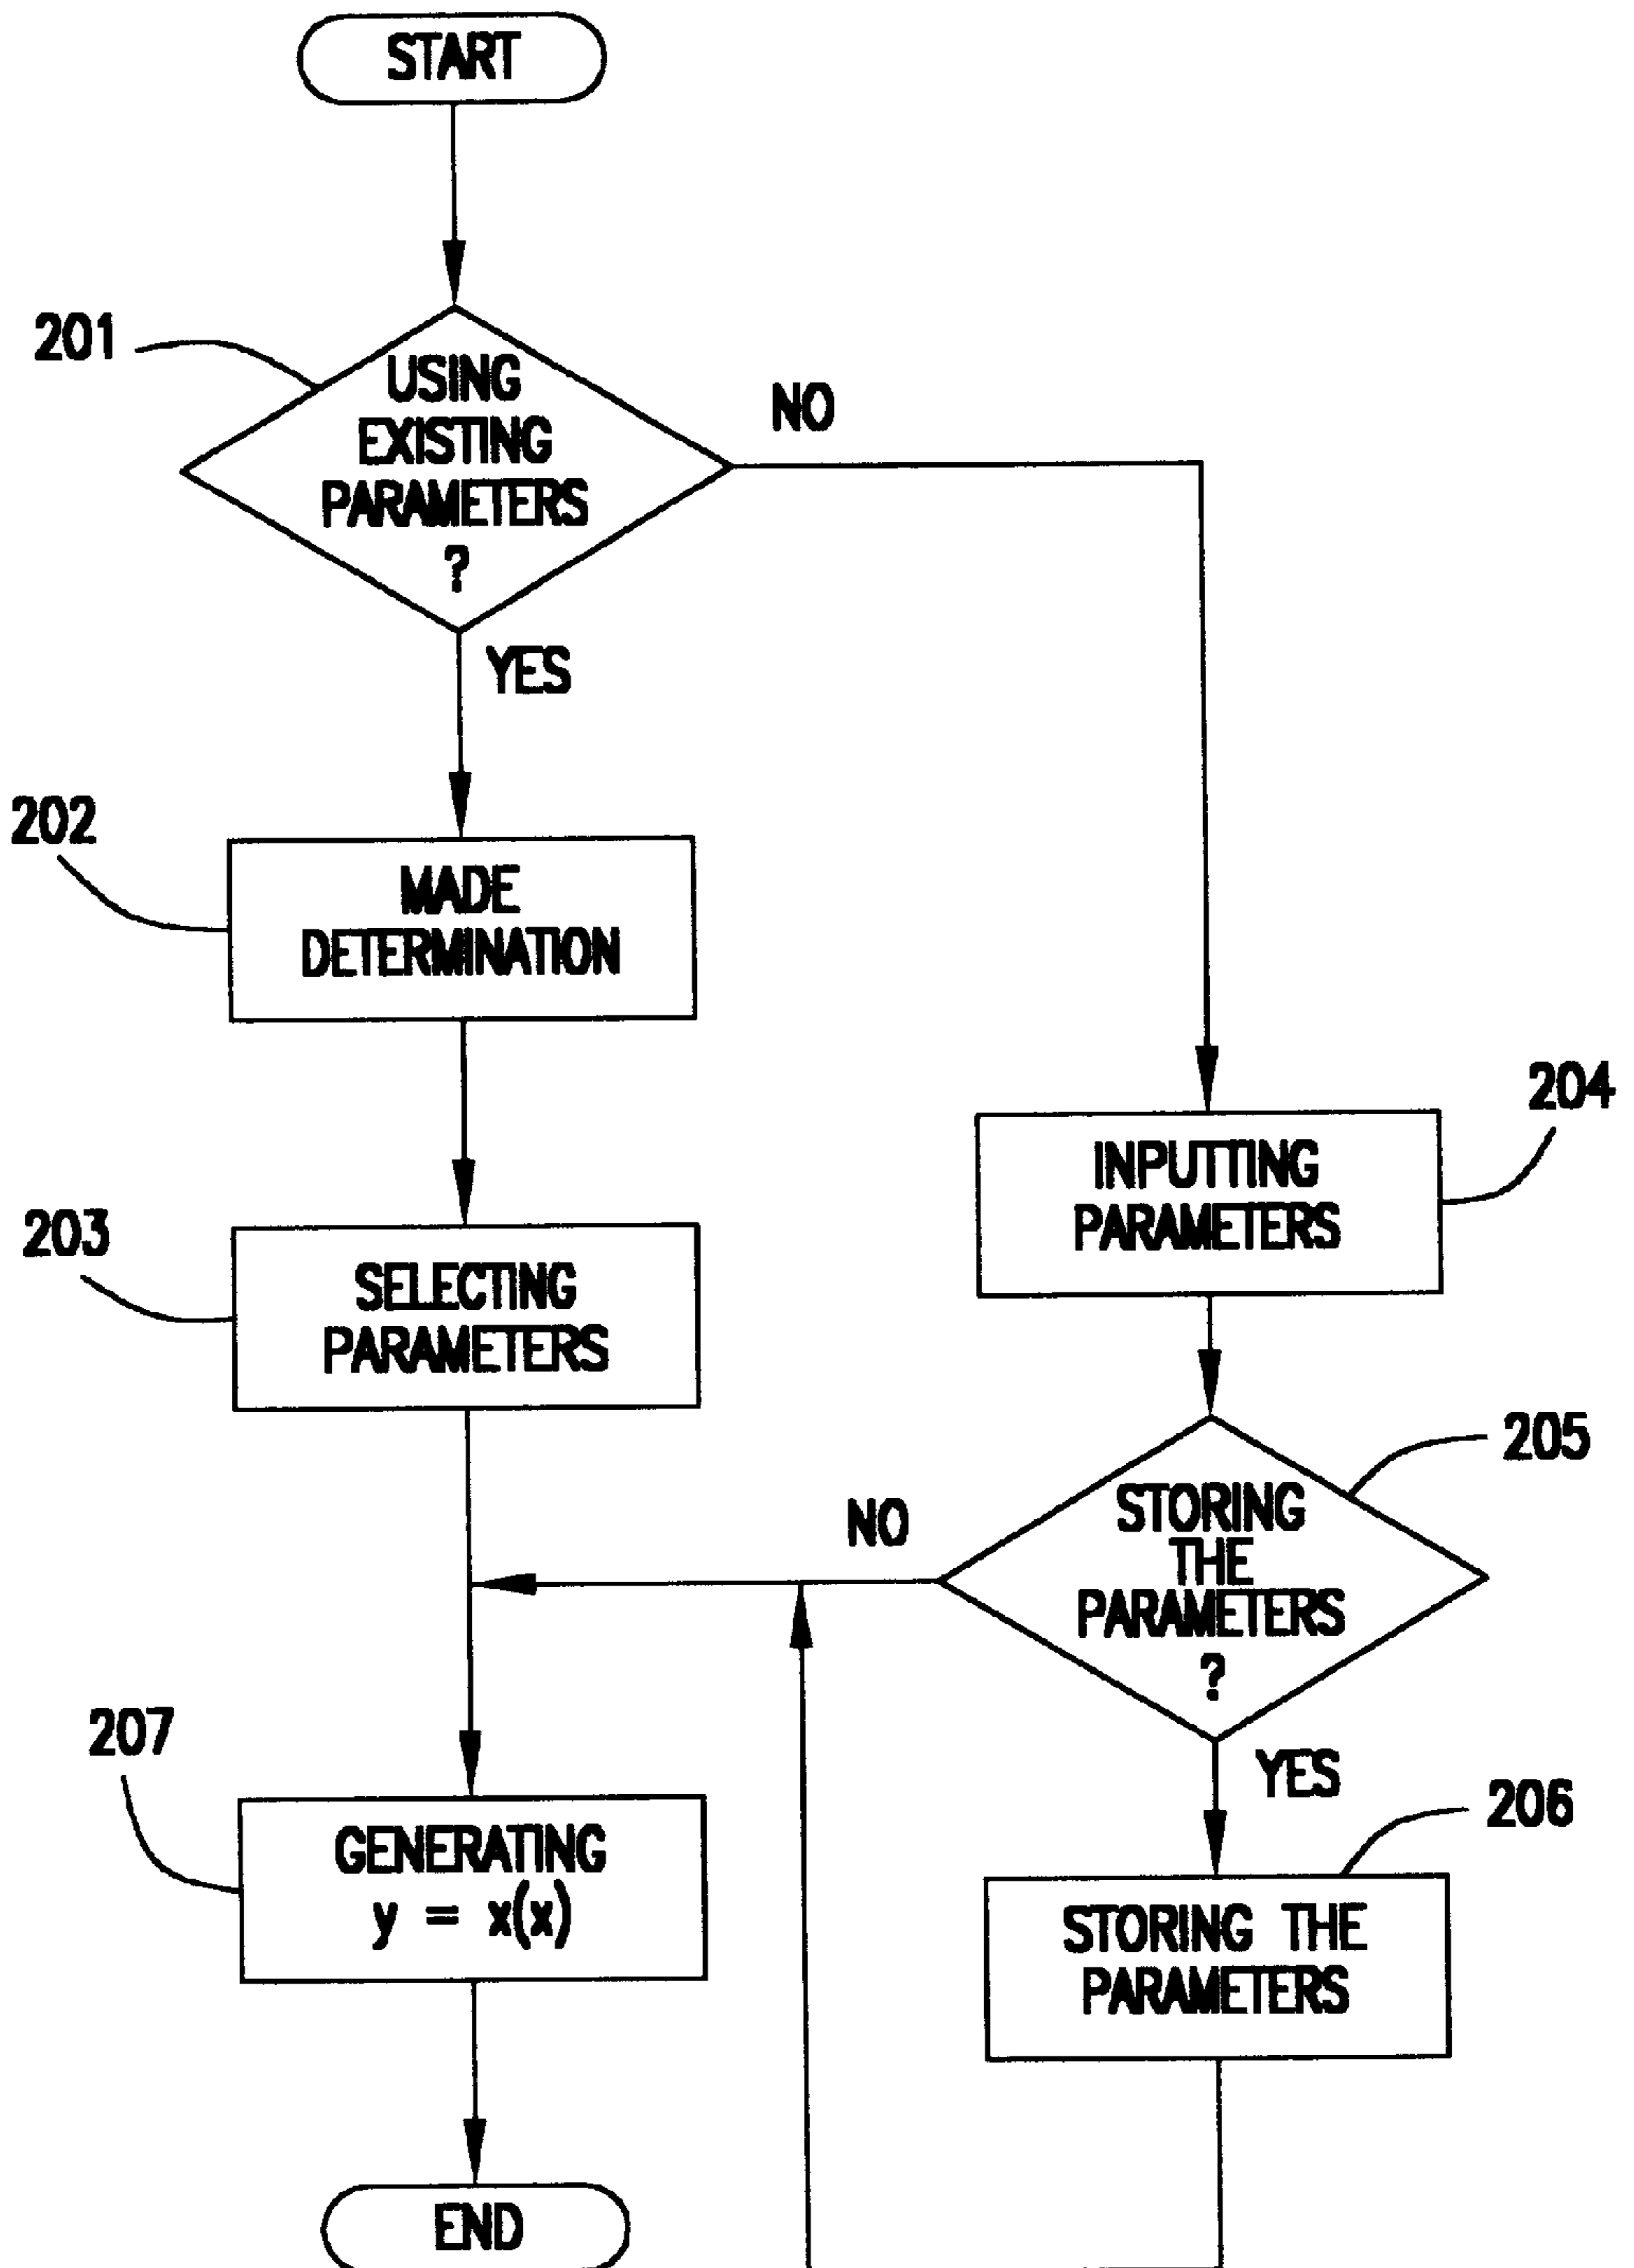 START
201
USING
EXISTING
PARAMETERS
?
NO
YES
202
MADE
DETERMINATION
203
SELECTING
PARAMETERS
204
INPUTTING
PARAMETERS
205
STORING
THE
PARAMETERS
?
NO
YES
206
STORING THE
PARAMETERS
207
GENERATING
y = x(x)
END